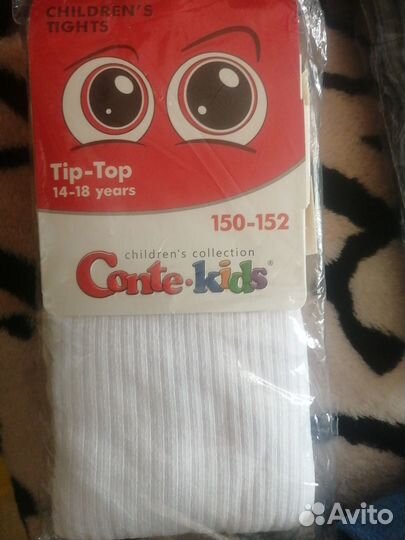 CHILDREN'S
TIGHTS
Tip-Top
14-18 years
150-152
children's collection
Conte·kids®
Avito